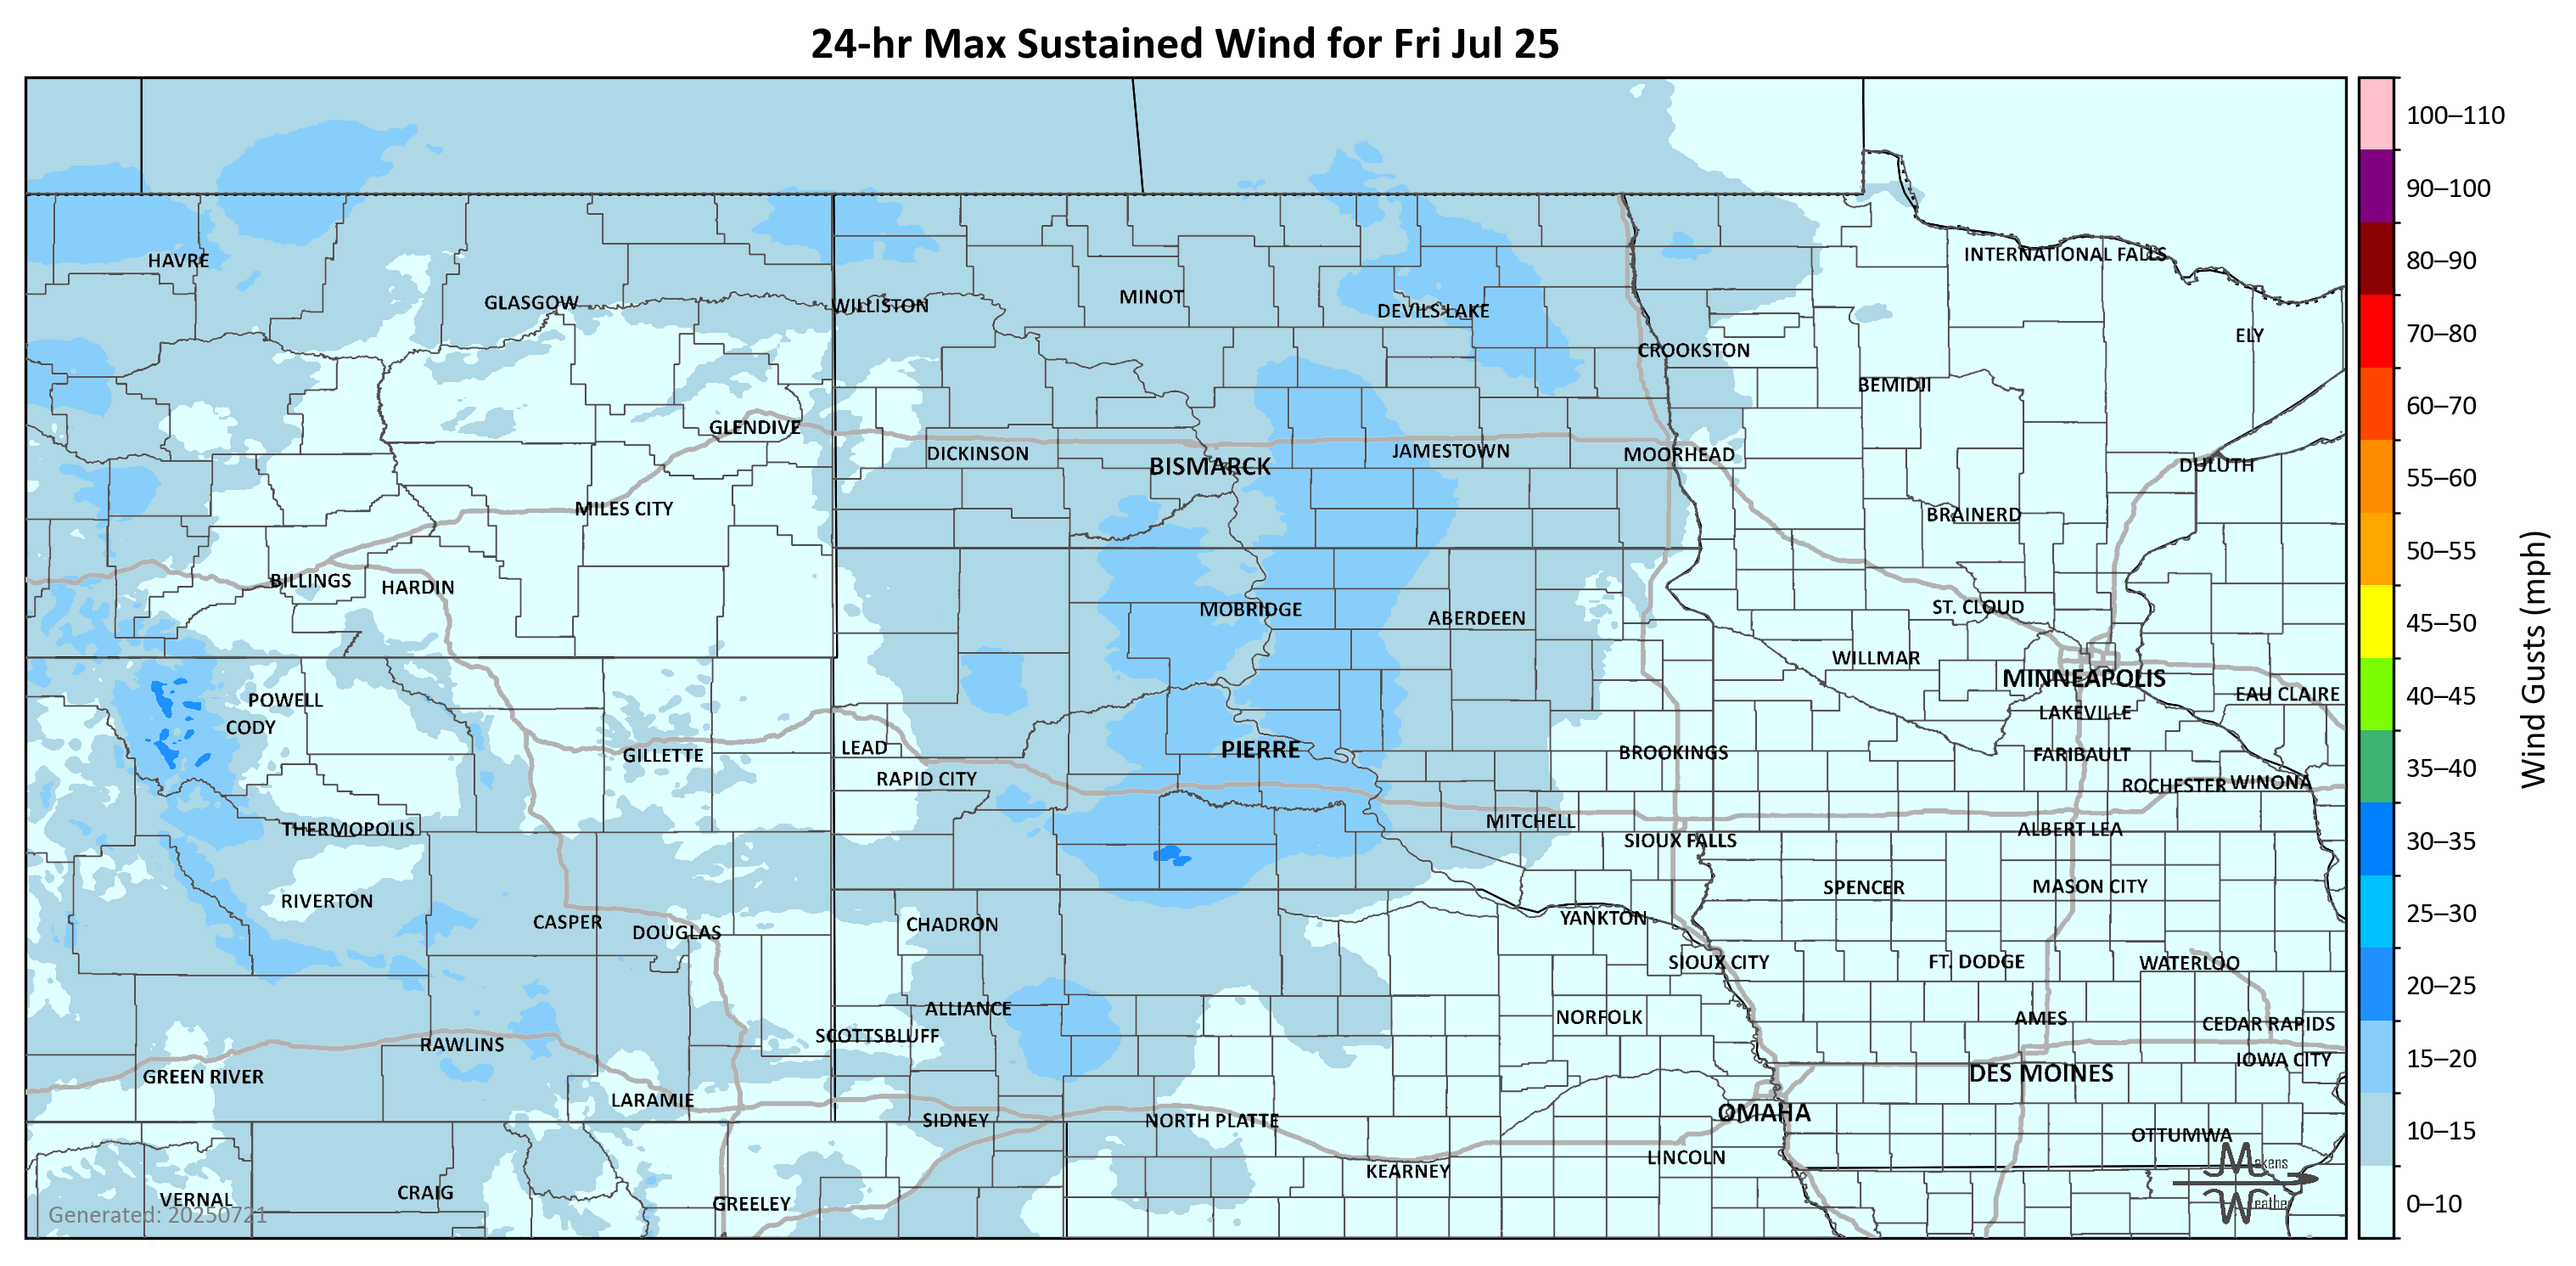 24-hr Max Sustained Wind for Fri Jul 25
100–110
90–100
80–90
70–80
60–70
55–60
50–55
45–50
40–45
35–40
30–35
25–30
20–25
15–20
10–15
0–10
Wind Gusts (mph)
HAVRE
GLASGOW
WILLISTON
MINOT
DEVILS LAKE
INTERNATIONAL FALLS
CROOKSTON
ELY
BEMIDJI
GLENDIVE
DICKINSON
BISMARCK
JAMESTOWN
MOORHEAD
DULUTH
MILES CITY
BRAINERD
BILLINGS
HARDIN
MOBRIDGE
ABERDEEN
ST. CLOUD
WILLMAR
MINNEAPOLIS
EAU CLAIRE
POWELL
CODY
LAKEVILLE
GILLETTE
LEAD
PIERRE
BROOKINGS
FARIBAULT
RAPID CITY
ROCHESTER
WINONA
THERMOPOLIS
MITCHELL
SIOUX FALLS
ALBERT LEA
RIVERTON
SPENCER
MASON CITY
CASPER
DOUGLAS
CHADRON
YANKTON
SIOUX CITY
FT. DODGE
WATERLOO
ALLIANCE
SCOTTSBLUFF
NORFOLK
AMES
CEDAR RAPIDS
RAWLINS
GREEN RIVER
IOWA CITY
DES MOINES
LARAMIE
SIDNEY
NORTH PLATTE
OMAHA
OTTUMWA
LINCOLN
KEARNEY
VERNAL
CRAIG
GREELEY
Generated: 20250721
Makens
Weather